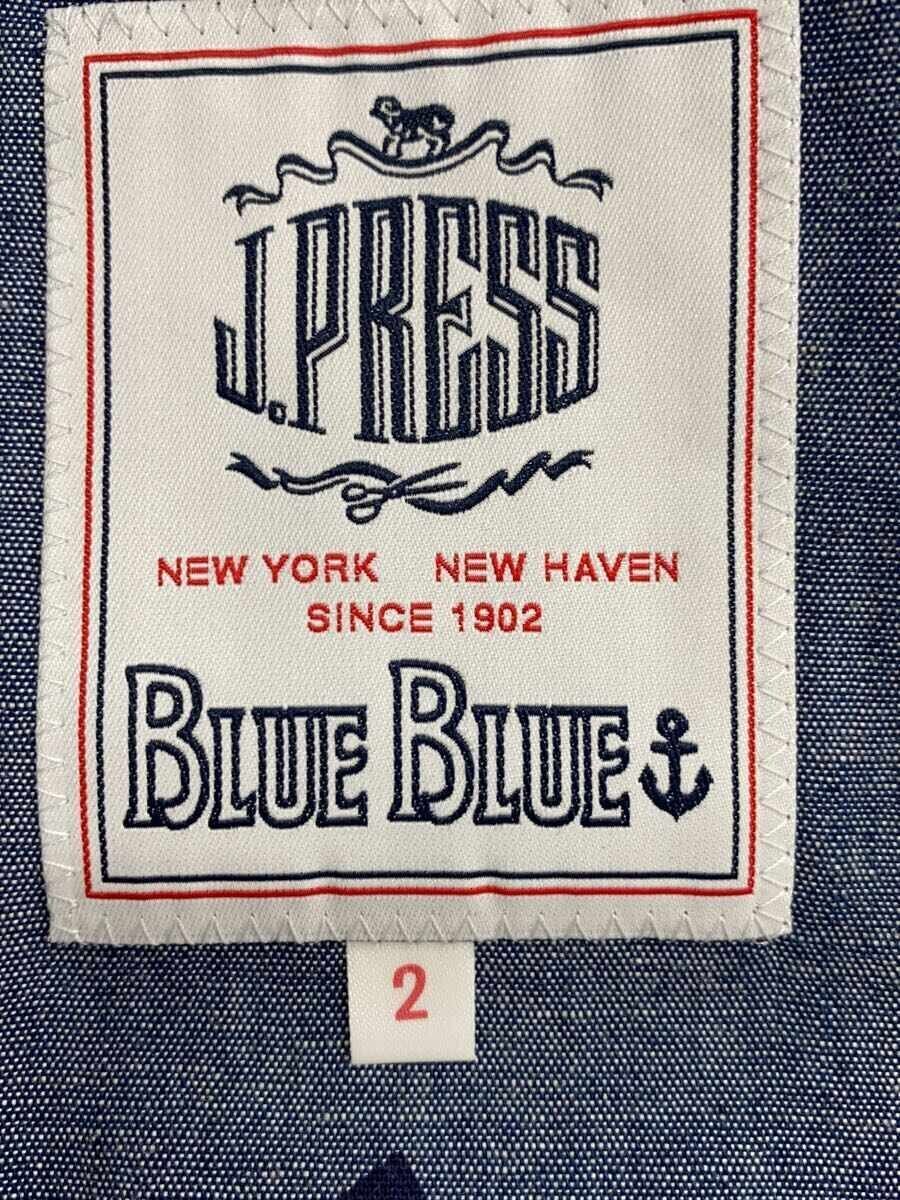 J.PRESS
NEW YORK NEW HAVEN
SINCE 1902
BLUE BLUE
2